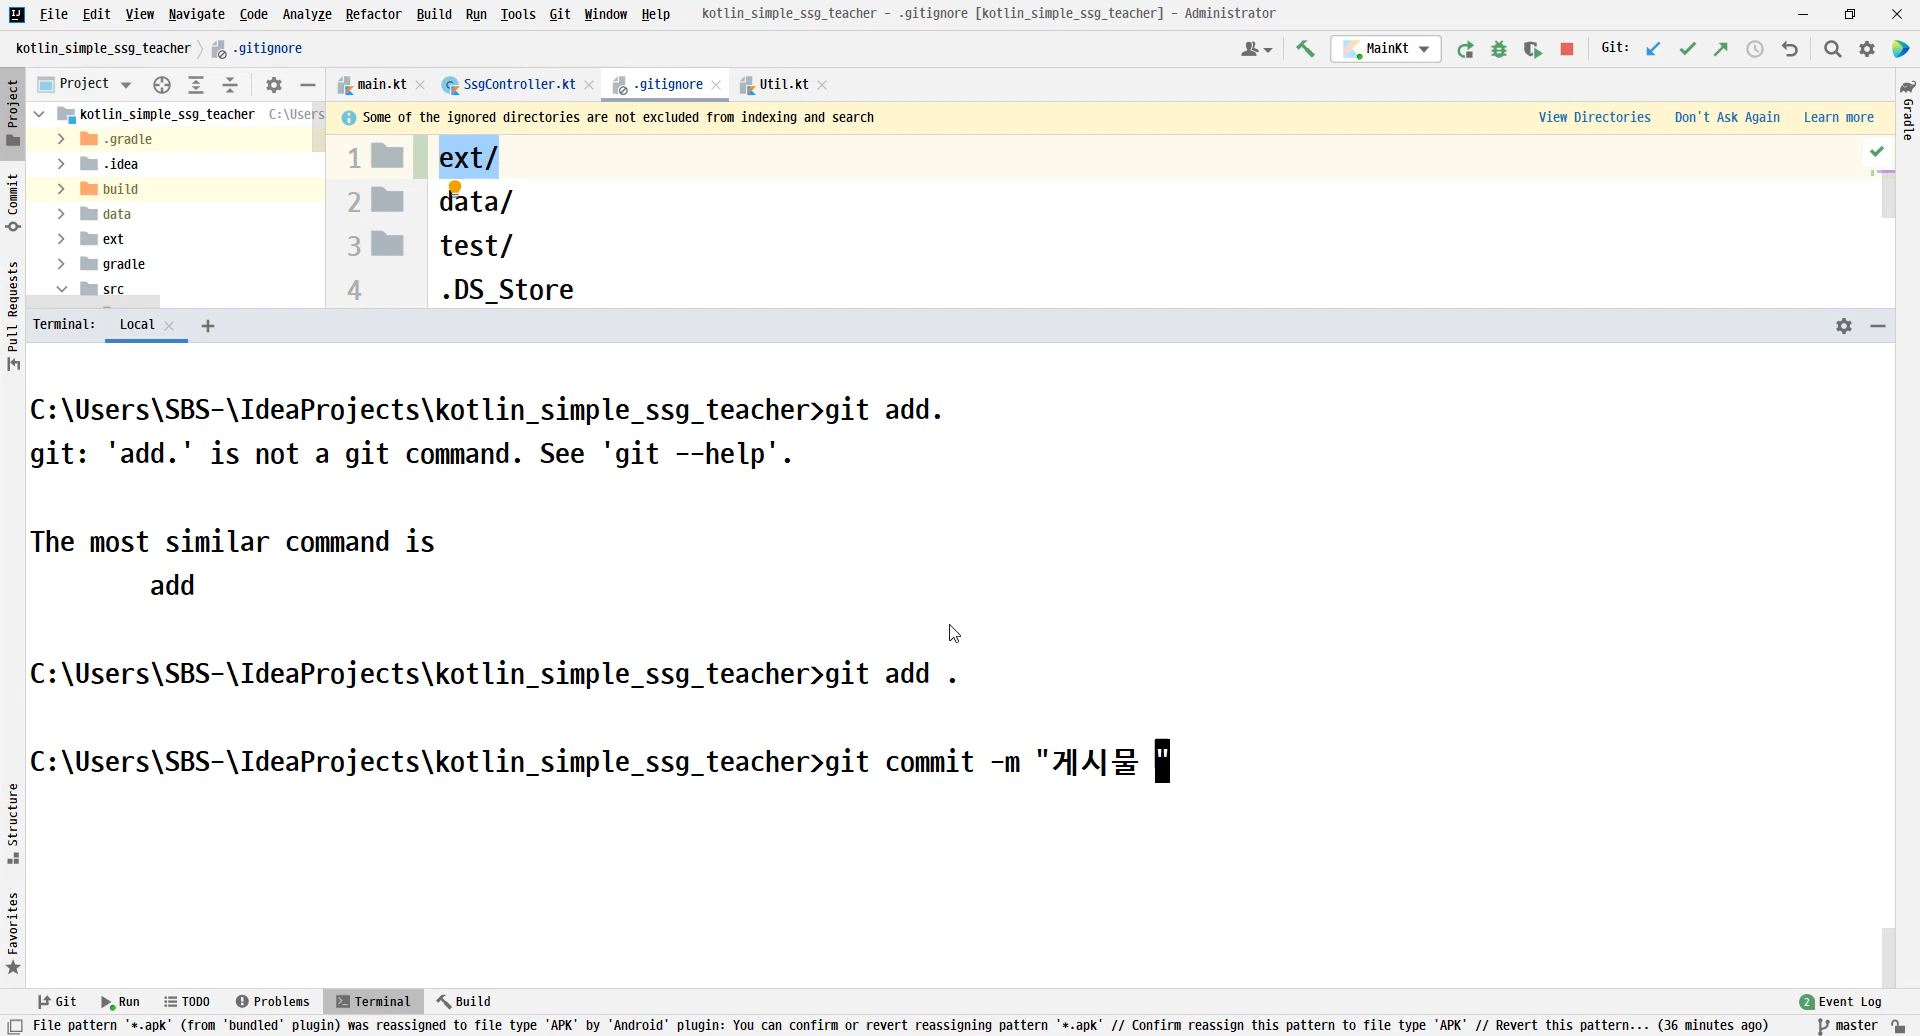 File Edit View Navigate Code Analyze Refactor Build Run Tools Git Window Help kotlin_simple_ssg_teacher - .gitignore [kotlin_simple_ssg_teacher] - Administrator
kotlin_simple_ssg_teacher .gitignore MainKt Git:
Project main.kt SsgController.kt .gitignore Util.kt
kotlin_simple_ssg_teacher C:\Users
.gradle
.idea
build
data
ext
gradle
src
Some of the ignored directories are not excluded from indexing and search View Directories Don't Ask Again Learn more
1 ext/
2 data/
3 test/
4 .DS_Store
Project
Commit
Pull Requests
Structure
Favorites
Gradle
Terminal: Local
C:\Users\SBS-\IdeaProjects\kotlin_simple_ssg_teacher>git add.
git: 'add.' is not a git command. See 'git --help'.
The most similar command is
add
C:\Users\SBS-\IdeaProjects\kotlin_simple_ssg_teacher>git add .
C:\Users\SBS-\IdeaProjects\kotlin_simple_ssg_teacher>git commit -m "게시물 "
Git Run TODO Problems Terminal Build 2 Event Log
File pattern '*.apk' (from 'bundled' plugin) was reassigned to file type 'APK' by 'Android' plugin: You can confirm or revert reassigning pattern '*.apk' // Confirm reassign this pattern to file type 'APK' // Revert this pattern... (36 minutes ago) master